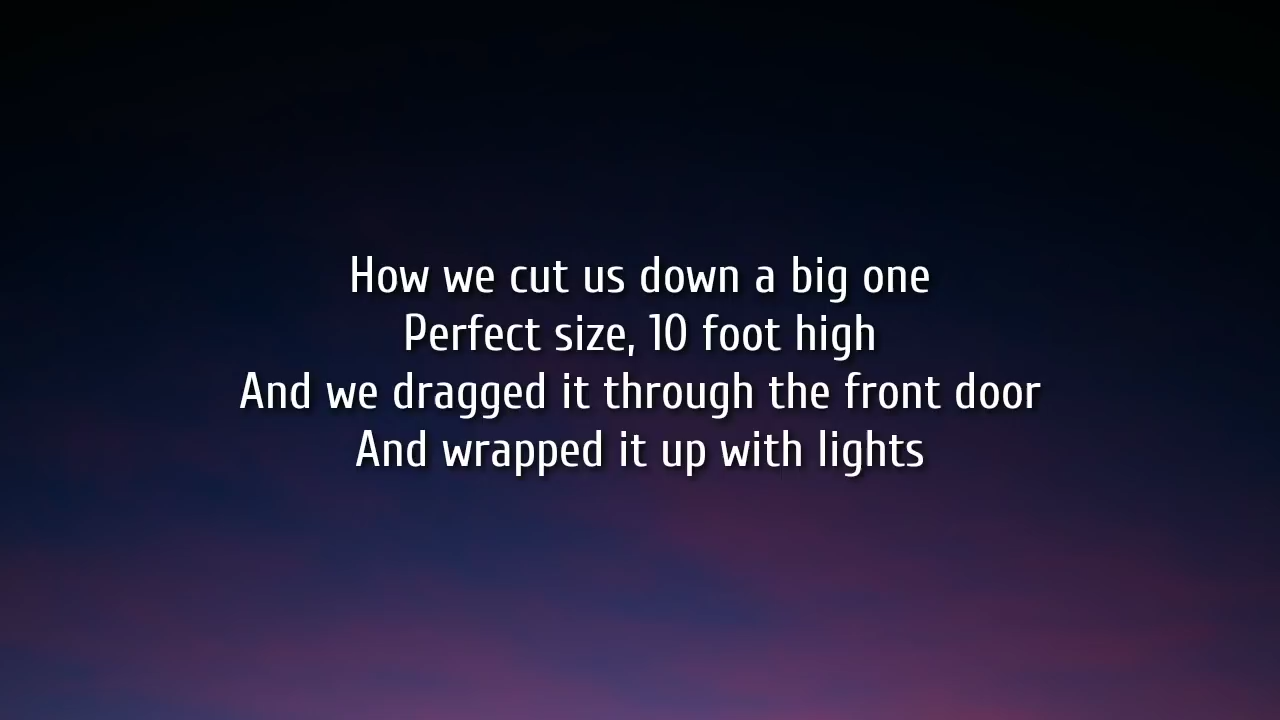 How we cut us down a big one
Perfect size, 10 foot high
And we dragged it through the front door
And wrapped it up with lights